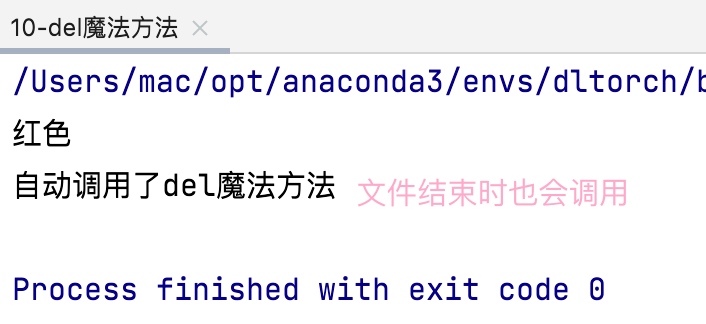 10-del魔法方法
/Users/mac/opt/anaconda3/envs/dltorch/b
红色
自动调用了del魔法方法 文件结束时也会调用
Process finished with exit code 0